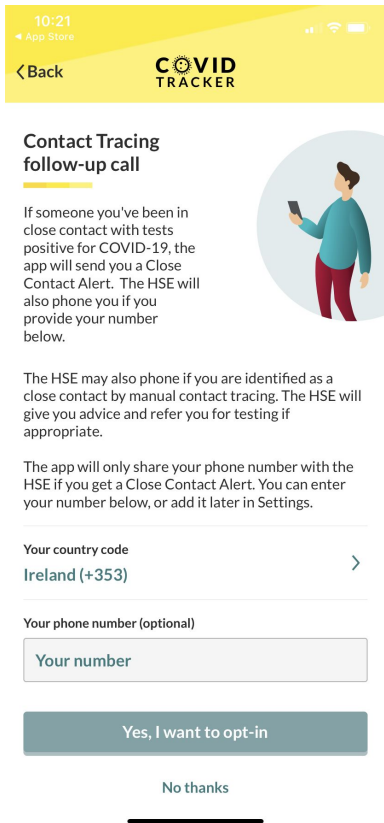 10:21
◀ App Store
Back
COVID
TRACKER
Contact Tracing
follow-up call
If someone you've been in
close contact with tests
positive for COVID-19, the
app will send you a Close
Contact Alert. The HSE will
also phone you if you
provide your number
below.
The HSE may also phone if you are identified as a
close contact by manual contact tracing. The HSE will
give you advice and refer you for testing if
appropriate.
The app will only share your phone number with the
HSE if you get a Close Contact Alert. You can enter
your number below, or add it later in Settings.
Your country code
Ireland (+353)
Your phone number (optional)
Your number
Yes, I want to opt-in
No thanks